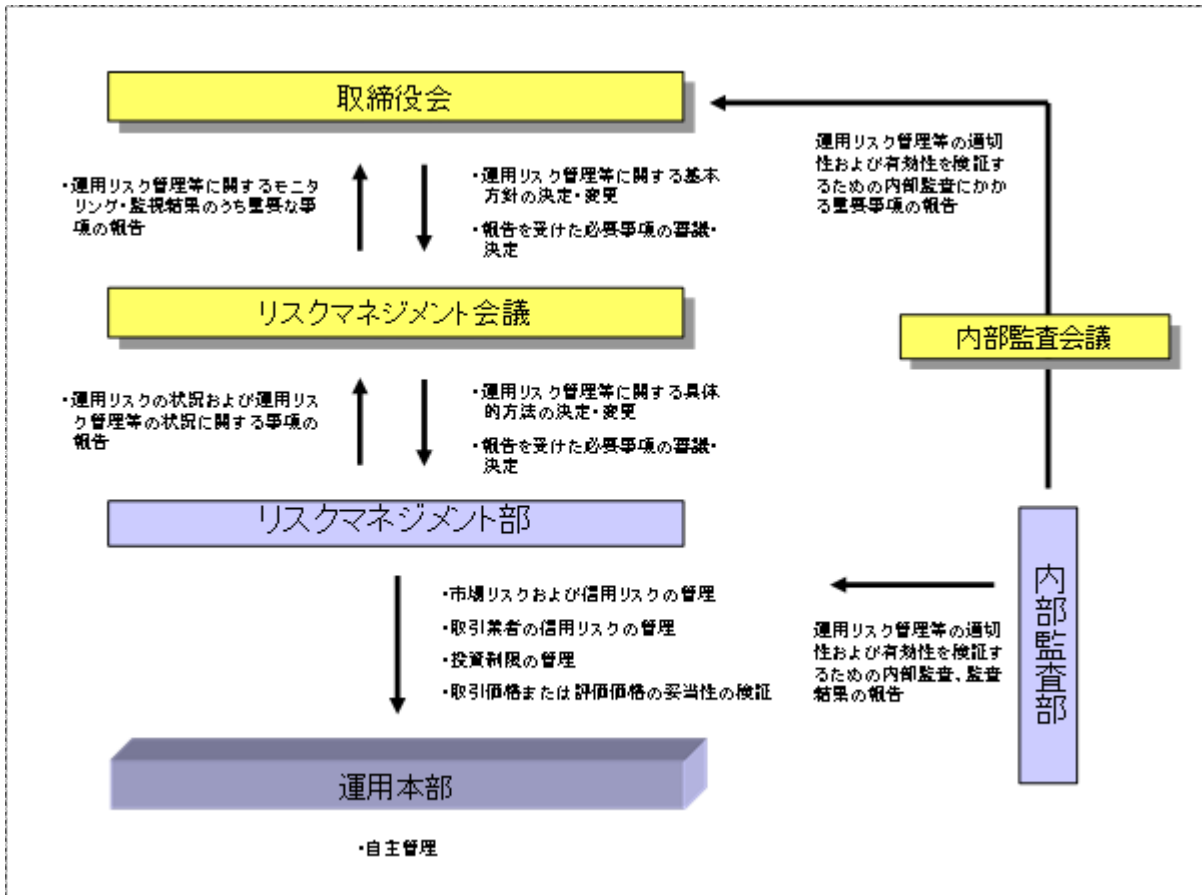 取締役会
・運用リスク管理等に関するモニタ
リング・監視結果のうち重要な事
項の報告
・運用リスク管理等に関する基本
方針の決定・変更
・報告を受けた必要事項の審議・
決定
運用リスク管理等の適切
性および有効性を検証す
るための内部監査にかか
る重要事項の報告
リスクマネジメント会議
内部監査会議
・運用リスクの状況および運用リス
ク管理等の状況に関する事項の
報告
・運用リスク管理等に関する具体
的方法の決定・変更
・報告を受けた必要事項の審議・
決定
リスクマネジメント部
内部監査部
・市場リスクおよび信用リスクの管理
・取引業者の信用リスクの管理
・投資制限の管理
・取引価格または評価価格の妥当性の検証
運用リスク管理等の適切
性および有効性を検証す
るための内部監査、監査
結果の報告
運用本部
・自主管理